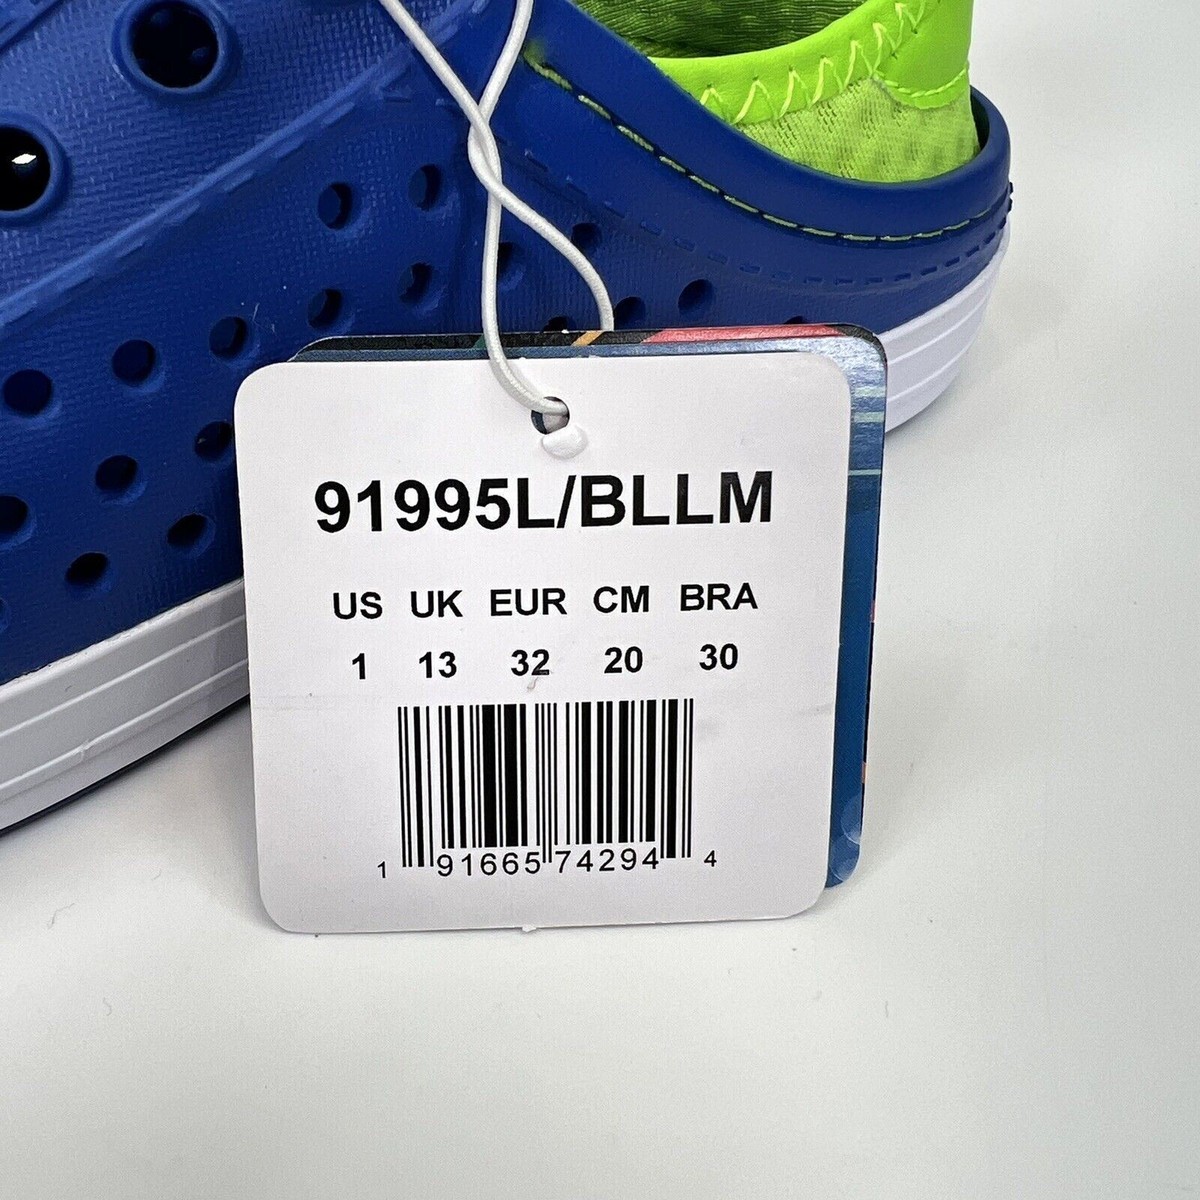 91995L/BLLM
US UK EUR CM BRA
1 13 32 20 30
1 91665 74294 4